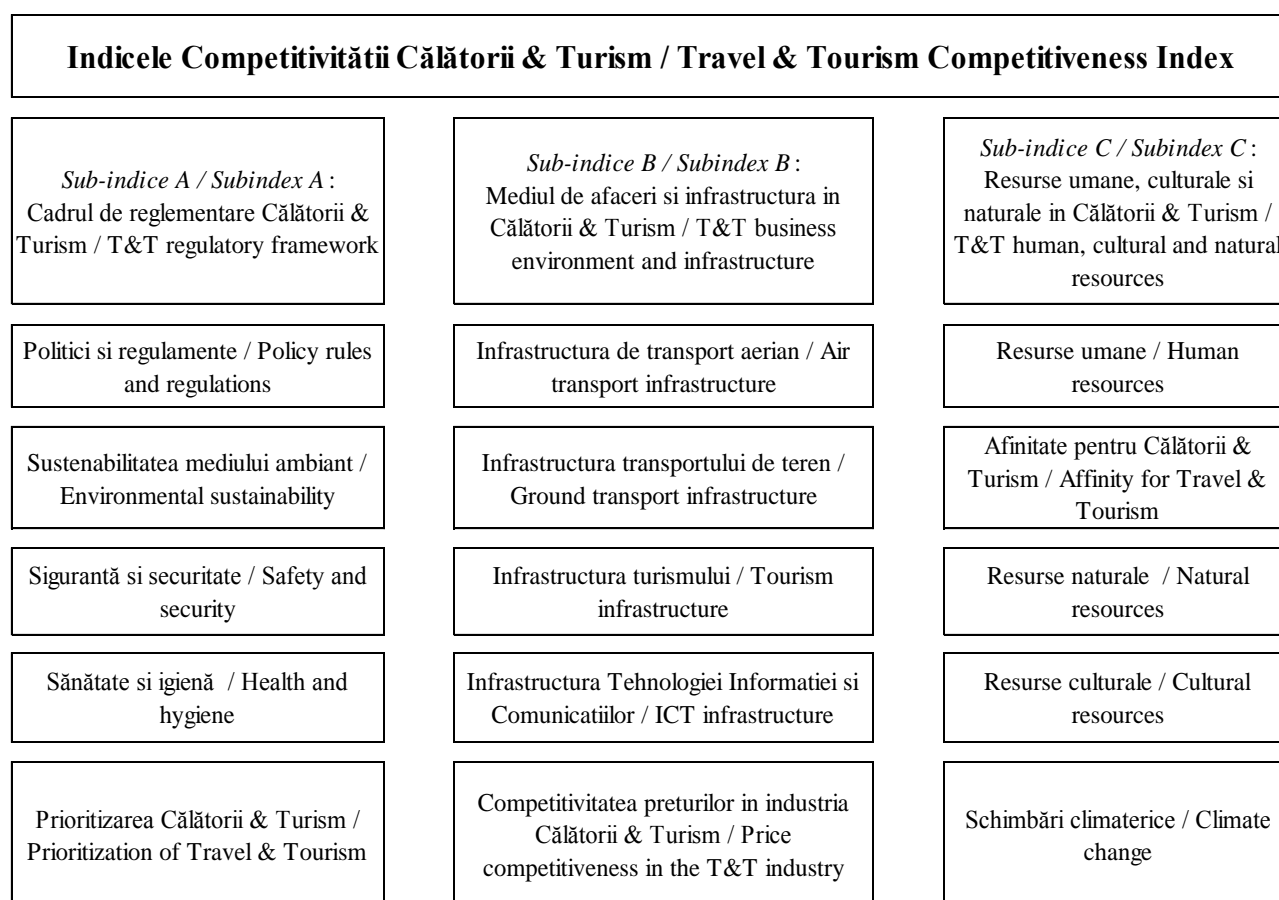 Indicele Competitivitătii Călătorii & Turism / Travel & Tourism Competitiveness Index
Sub-indice A / Subindex A :
Cadrul de reglementare Călătorii &
Turism / T&T regulatory framework
Sub-indice B / Subindex B :
Mediul de afaceri si infrastructura in
Călătorii & Turism / T&T business
environment and infrastructure
Sub-indice C / Subindex C :
Resurse umane, culturale si
naturale in Călătorii & Turism /
T&T human, cultural and natural
resources
Politici si regulamente / Policy rules
and regulations
Infrastructura de transport aerian / Air
transport infrastructure
Resurse umane / Human
resources
Sustenabilitatea mediului ambiant /
Environmental sustainability
Infrastructura transportului de teren /
Ground transport infrastructure
Afinitate pentru Călătorii &
Turism / Affinity for Travel &
Tourism
Sigurantă si securitate / Safety and
security
Infrastructura turismului / Tourism
infrastructure
Resurse naturale / Natural
resources
Sănătate si igienă / Health and
hygiene
Infrastructura Tehnologiei Informatiei si
Comunicatiilor / ICT infrastructure
Resurse culturale / Cultural
resources
Prioritizarea Călătorii & Turism /
Prioritization of Travel & Tourism
Competitivitatea preturilor in industria
Călătorii & Turism / Price
competitiveness in the T&T industry
Schimbări climaterice / Climate
change